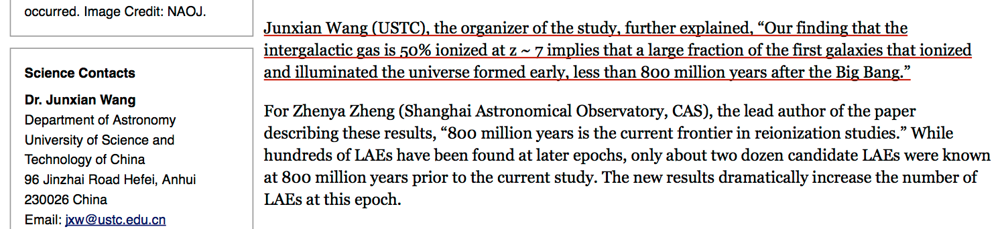 occurred. Image Credit: NAOJ.
Science Contacts
Dr. Junxian Wang
Department of Astronomy
University of Science and
Technology of China
96 Jinzhai Road Hefei, Anhui
230026 China
Email: jxw@ustc.edu.cn
Junxian Wang (USTC), the organizer of the study, further explained, “Our finding that the
intergalactic gas is 50% ionized at z ~ 7 implies that a large fraction of the first galaxies that ionized
and illuminated the universe formed early, less than 800 million years after the Big Bang.”
For Zhenya Zheng (Shanghai Astronomical Observatory, CAS), the lead author of the paper
describing these results, “800 million years is the current frontier in reionization studies.” While
hundreds of LAEs have been found at later epochs, only about two dozen candidate LAEs were known
at 800 million years prior to the current study. The new results dramatically increase the number of
LAEs at this epoch.